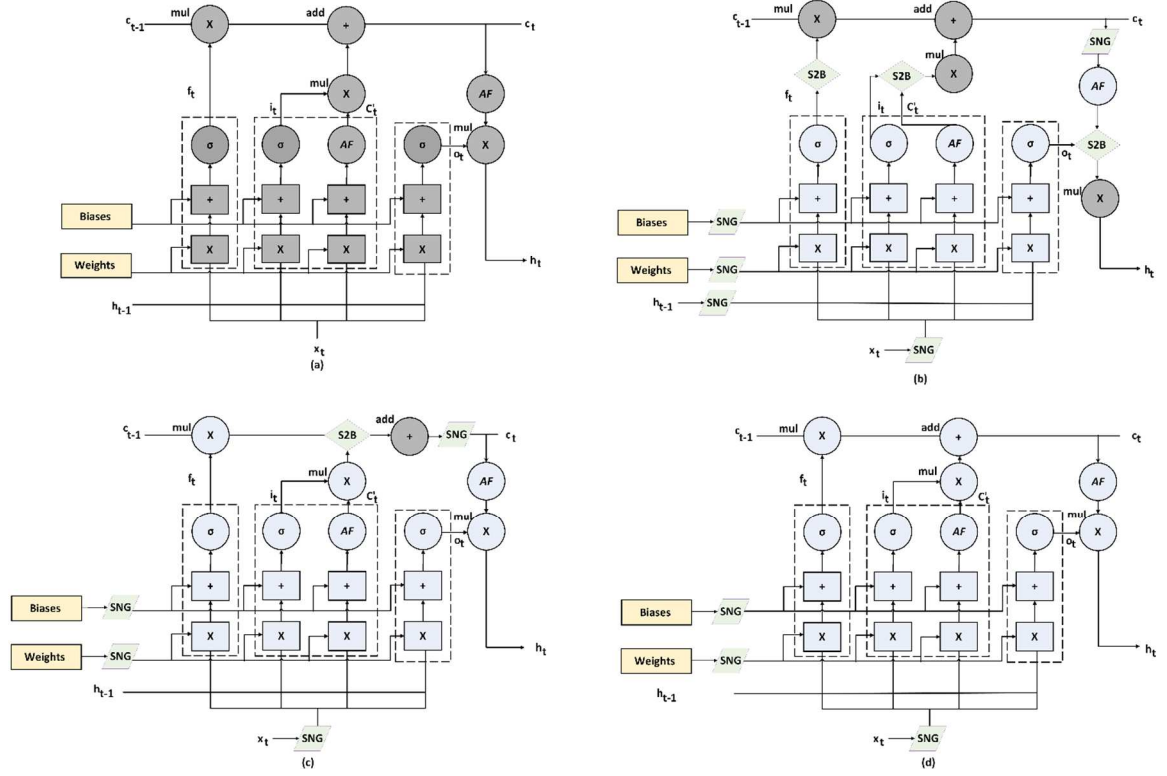 c_t-1 mul X add + c_t
mul X AF
f_t i_t C'_t
σ σ AF σ mul o_t X
+ + + +
Biases
X X X X
Weights
h_t
h_t-1
x_t
(a)
c_t-1 mul X add + c_t
SNG
S2B S2B mul X AF
f_t i_t C'_t
σ σ AF σ o_t S2B
+ + + + mul X
Biases SNG
X X X X
Weights SNG
h_t
h_t-1 SNG
x_t SNG
(b)
c_t-1 mul X S2B add + SNG c_t
mul X AF
f_t i_t C'_t
σ σ AF σ mul o_t X
+ + + +
Biases SNG
X X X X
Weights SNG
h_t
h_t-1
x_t SNG
(c)
c_t-1 mul X add + c_t
mul X AF
f_t i_t C'_t
σ σ AF σ mul o_t X
+ + + +
Biases SNG
X X X X
Weights SNG
h_t
h_t-1
x_t SNG
(d)